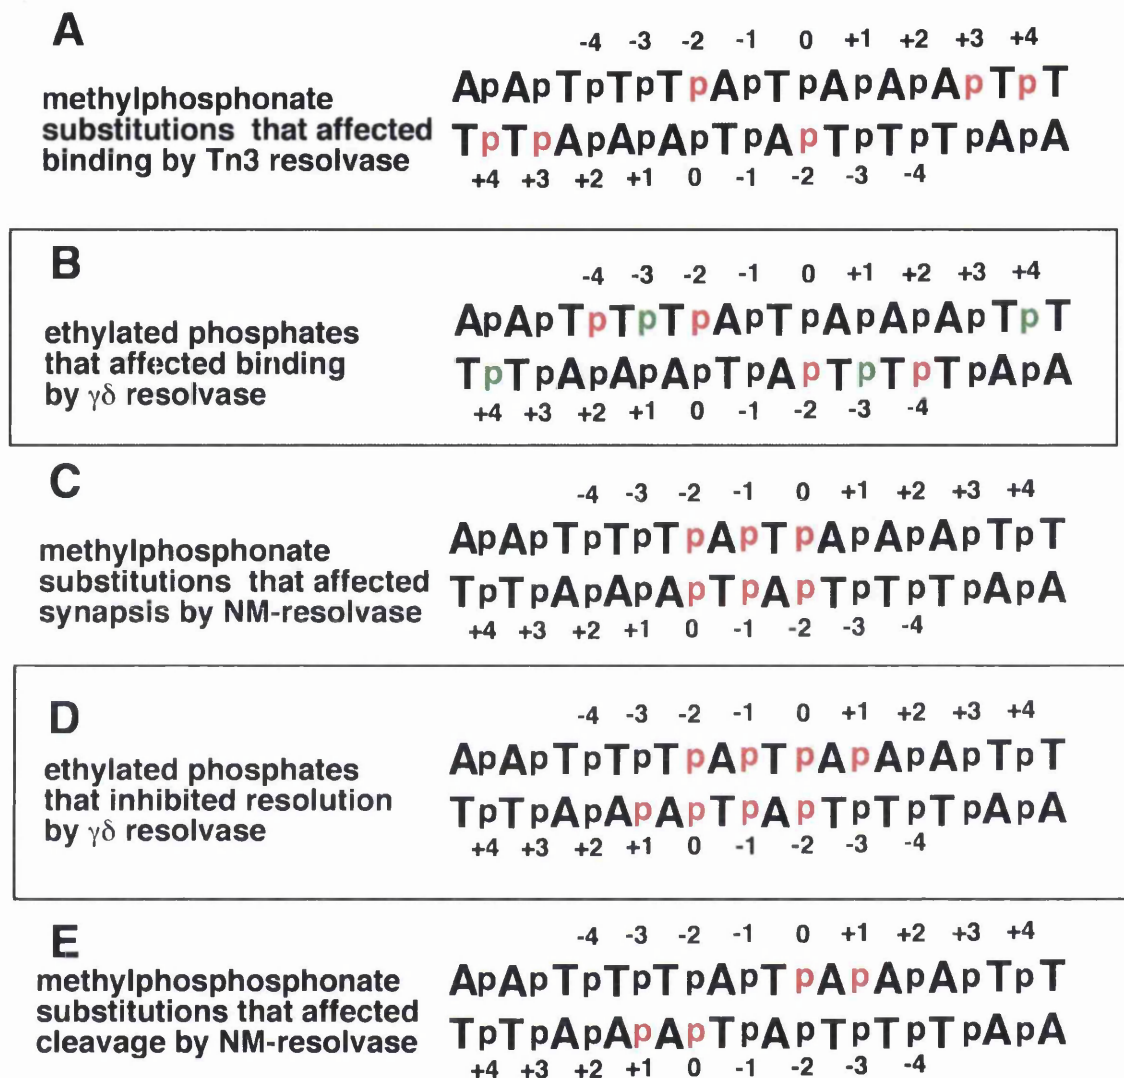 A
-4 -3 -2 -1 0 +1 +2 +3 +4
ApApTpTpTpApTpApApApTpT
methylphosphonate
substitutions that affected
binding by Tn3 resolvase
TpTpApApApTpApTpTpTpApA
+4 +3 +2 +1 0 -1 -2 -3 -4
B
-4 -3 -2 -1 0 +1 +2 +3 +4
ApApTpTpTpApTpApApApTpT
ethylated phosphates
that affected binding
by γδ resolvase
TpTpApApApTpApTpTpTpApA
+4 +3 +2 +1 0 -1 -2 -3 -4
C
-4 -3 -2 -1 0 +1 +2 +3 +4
ApApTpTpTpApTpApApApTpT
methylphosphonate
substitutions that affected
synapsis by NM-resolvase
TpTpApApApTpApTpTpTpApA
+4 +3 +2 +1 0 -1 -2 -3 -4
D
-4 -3 -2 -1 0 +1 +2 +3 +4
ApApTpTpTpApTpApApApTpT
ethylated phosphates
that inhibited resolution
by γδ resolvase
TpTpApApApTpApTpTpTpApA
+4 +3 +2 +1 0 -1 -2 -3 -4
E
-4 -3 -2 -1 0 +1 +2 +3 +4
ApApTpTpTpApTpApApApTpT
methylphosphosphonate
substitutions that affected
cleavage by NM-resolvase
TpTpApApApTpApTpTpTpApA
+4 +3 +2 +1 0 -1 -2 -3 -4